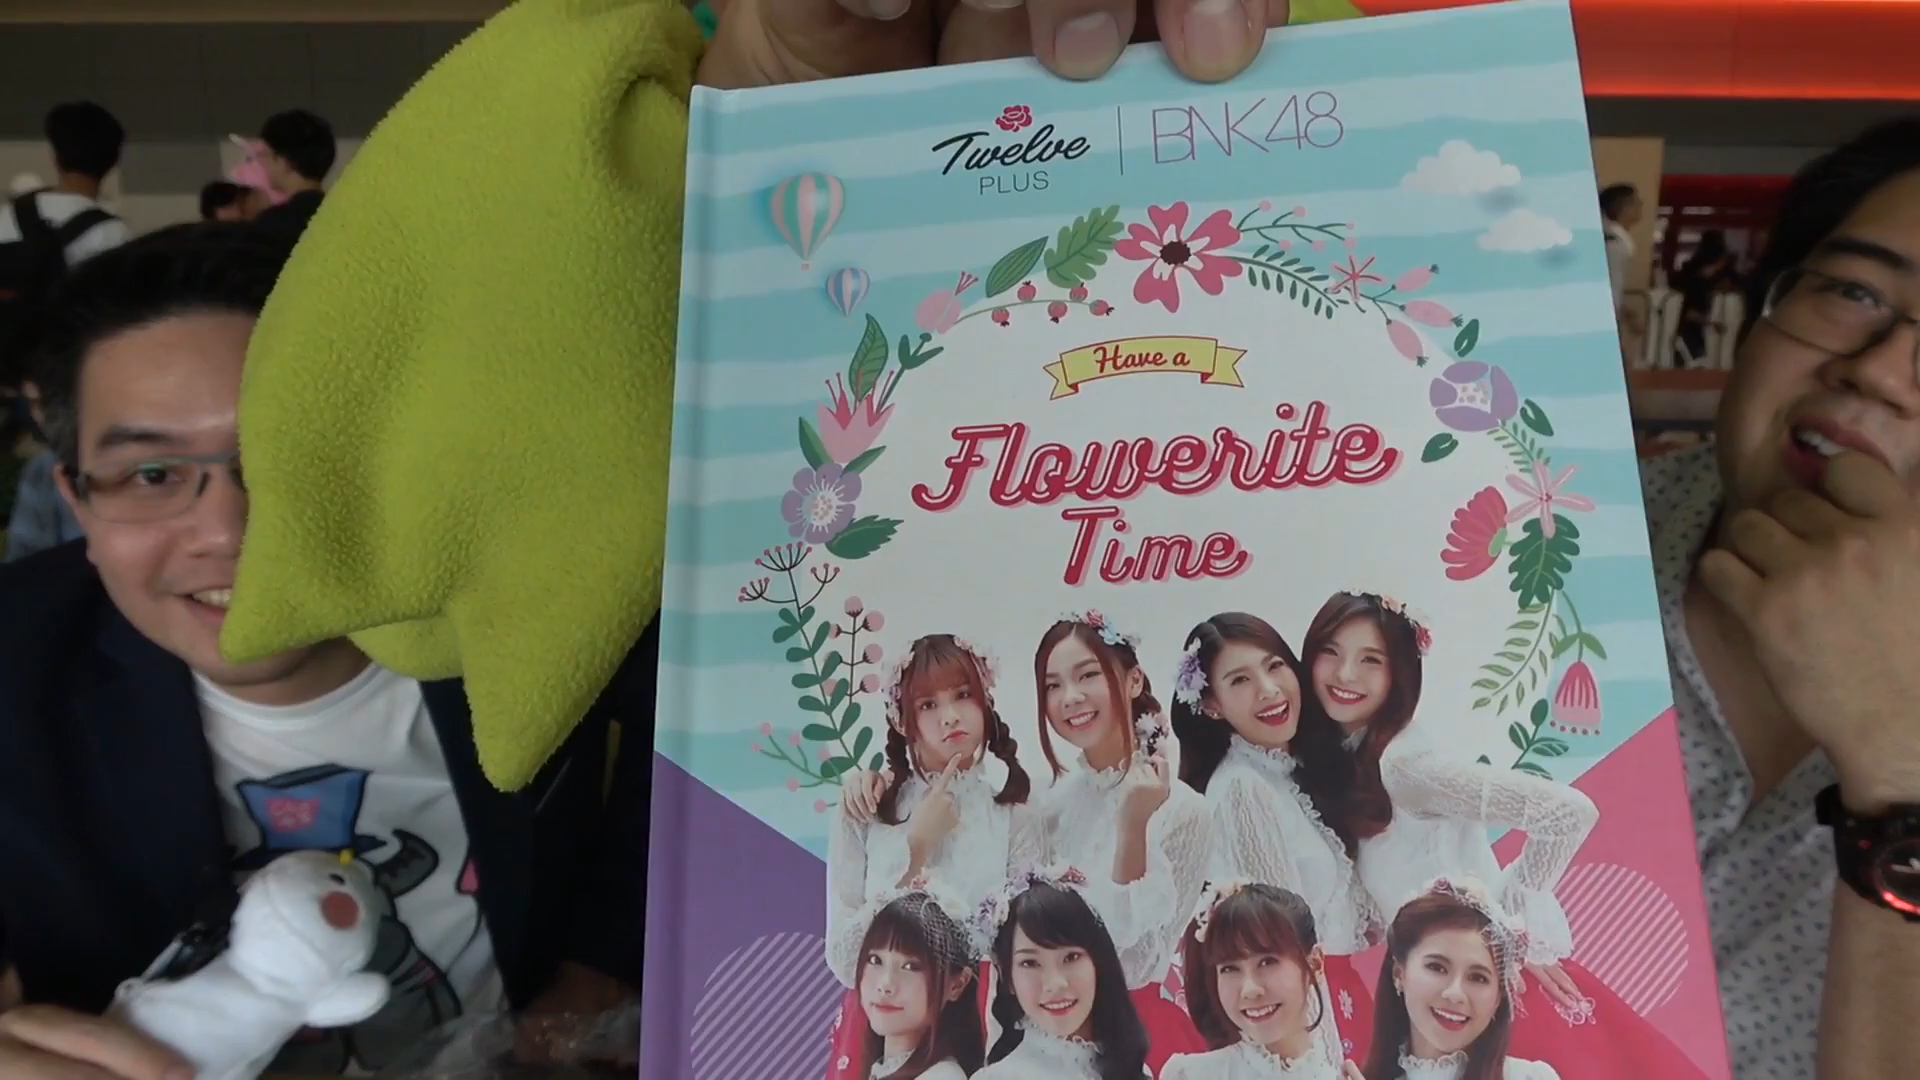 Twelve
PLUS
BNK48
Have a
Flowerite
Time